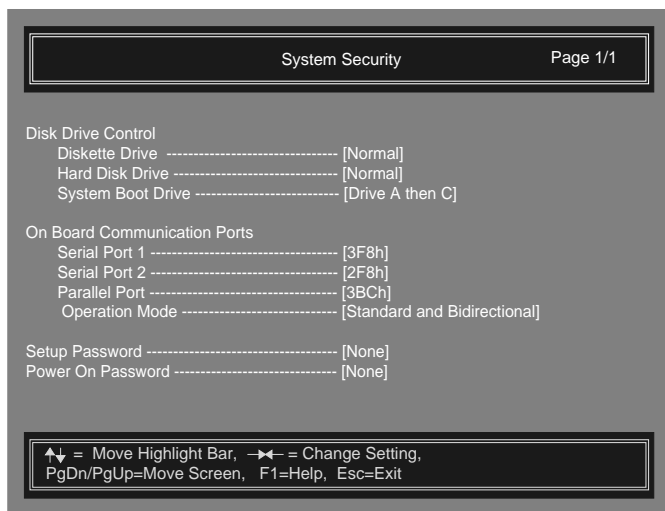 System Security Page 1/1
Disk Drive Control
Diskette Drive -------------------------------- [Normal]
Hard Disk Drive ------------------------------- [Normal]
System Boot Drive --------------------------- [Drive A then C]
On Board Communication Ports
Serial Port 1 ----------------------------------- [3F8h]
Serial Port 2 ----------------------------------- [2F8h]
Parallel Port ----------------------------------- [3BCh]
Operation Mode ----------------------------- [Standard and Bidirectional]
Setup Password ------------------------------------ [None]
Power On Password ------------------------------- [None]
↑↓ = Move Highlight Bar, →← = Change Setting,
PgDn/PgUp=Move Screen, F1=Help, Esc=Exit